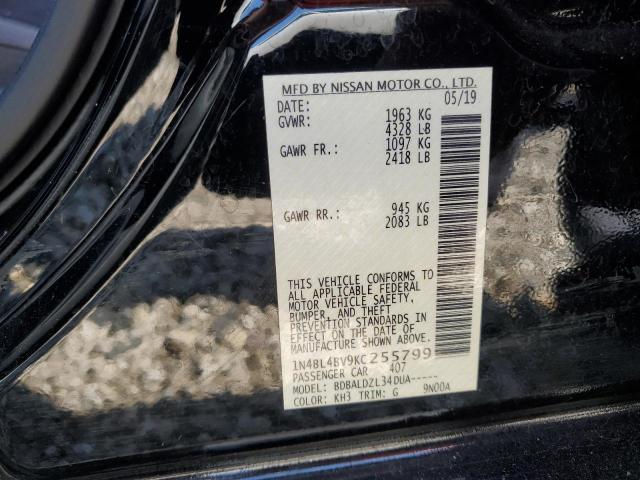 MFD BY NISSAN MOTOR CO., LTD.
DATE: 05/19
GVWR: 1963 KG
4328 LB
GAWR FR.: 1097 KG
2418 LB
GAWR RR.: 945 KG
2083 LB
THIS VEHICLE CONFORMS TO
ALL APPLICABLE FEDERAL
MOTOR VEHICLE SAFETY,
BUMPER, AND THEFT
PREVENTION STANDARDS IN
EFFECT ON THE DATE OF
MANUFACTURE SHOWN ABOVE.
1N4BL4BV9KC255799
PASSENGER CAR 407
MODEL: BDBALDZL34DUA-----
COLOR: KH3 TRIM: G 9N00A